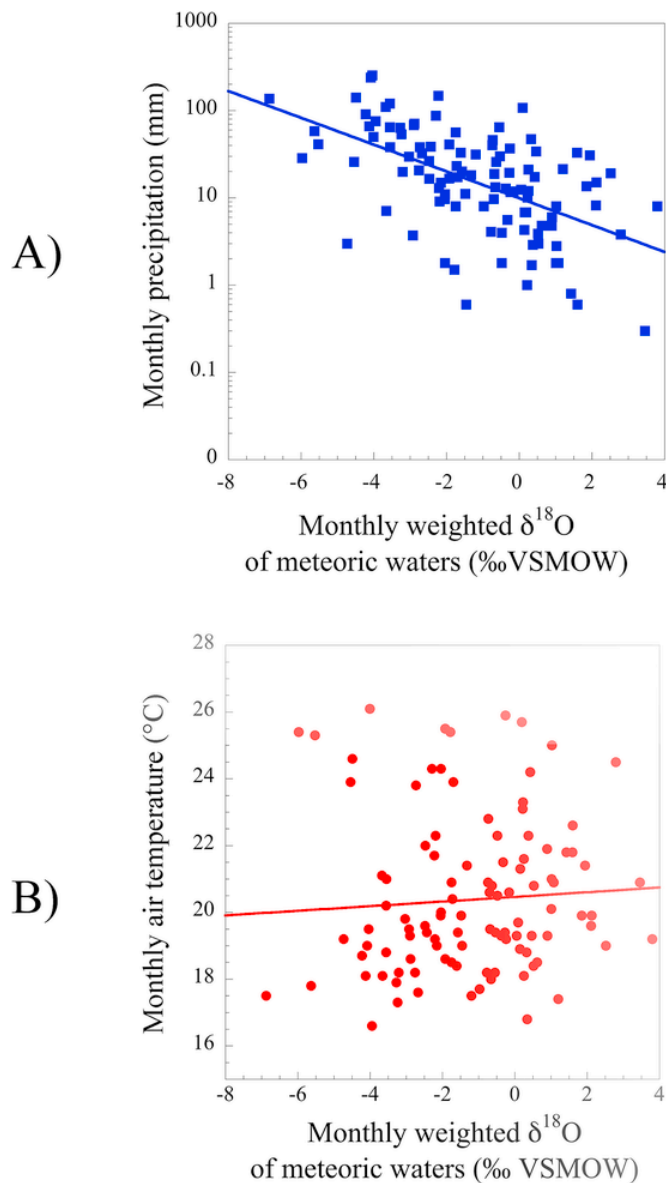 A)
Monthly precipitation (mm)
1000
100
10
1
0.1
0
-8 -6 -4 -2 0 2 4
Monthly weighted δ¹⁸O
of meteoric waters (‰VSMOW)
B)
Monthly air temperature (°C)
28
26
24
22
20
18
16
-8 -6 -4 -2 0 2 4
Monthly weighted δ¹⁸O
of meteoric waters (‰ VSMOW)